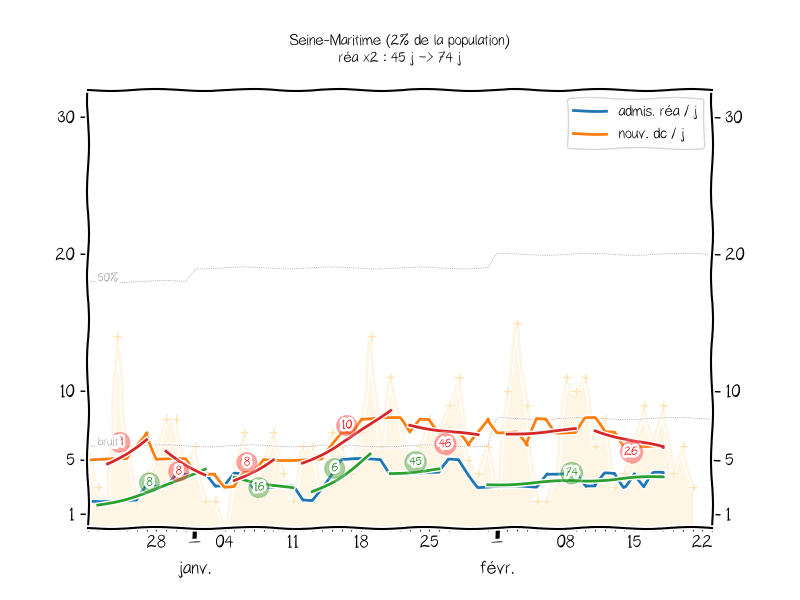 Seine-Maritime (2% de la population)
réa x2 : 45 j -> 74 j
admis. réa / j
nouv. dc / j
30 30
20 20
50%
10 10
10
bruit
8 8 8 16 6 45 46 74 26
5 5
1 1
28 04 11 18 25 08 15 22
janv. févr.